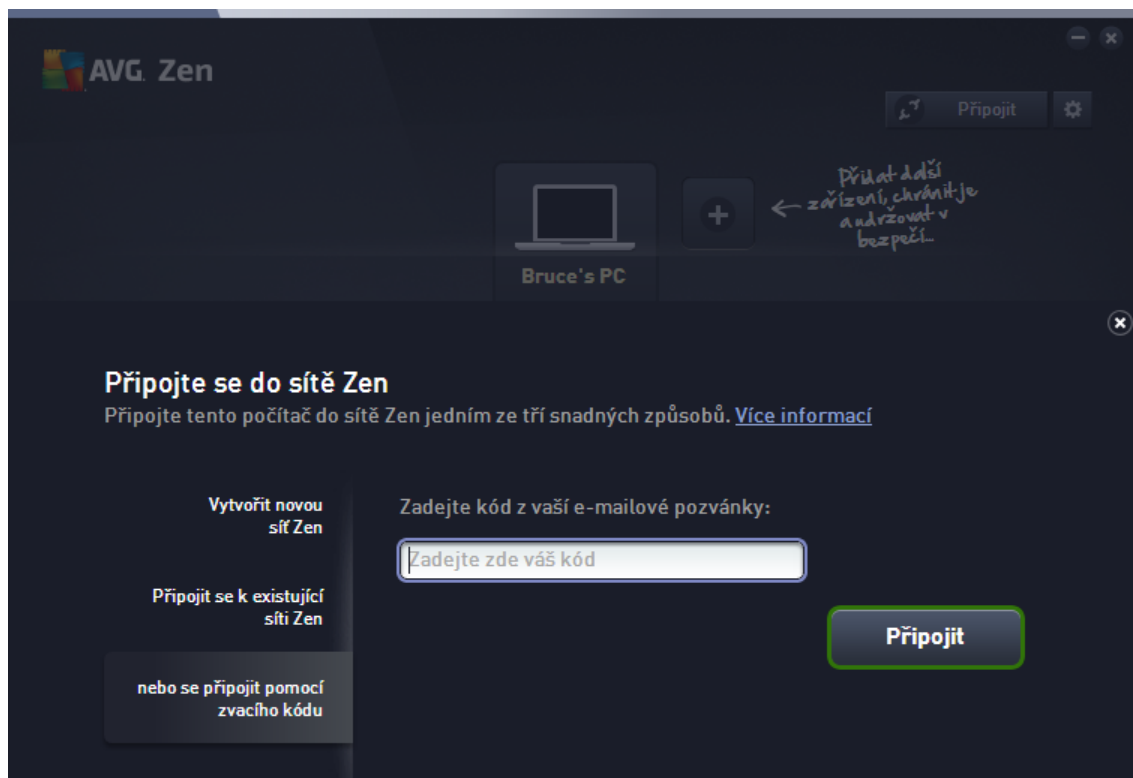 AVG. Zen
Připojit
Přidat další
zařízení, chránit je
a udržovat v
bezpečí...
Bruce's PC
Připojte se do sítě Zen
Připojte tento počítač do sítě Zen jedním ze tří snadných způsobů. Více informací
Vytvořit novou
síť Zen
Připojit se k existující
síti Zen
nebo se připojit pomocí
zvacího kódu
Zadejte kód z vaší e-mailové pozvánky:
Zadejte zde váš kód
Připojit